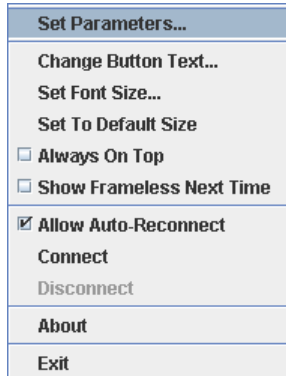 Set Parameters...
Change Button Text...
Set Font Size...
Set To Default Size
Always On Top
Show Frameless Next Time
Allow Auto-Reconnect
Connect
Disconnect
About
Exit